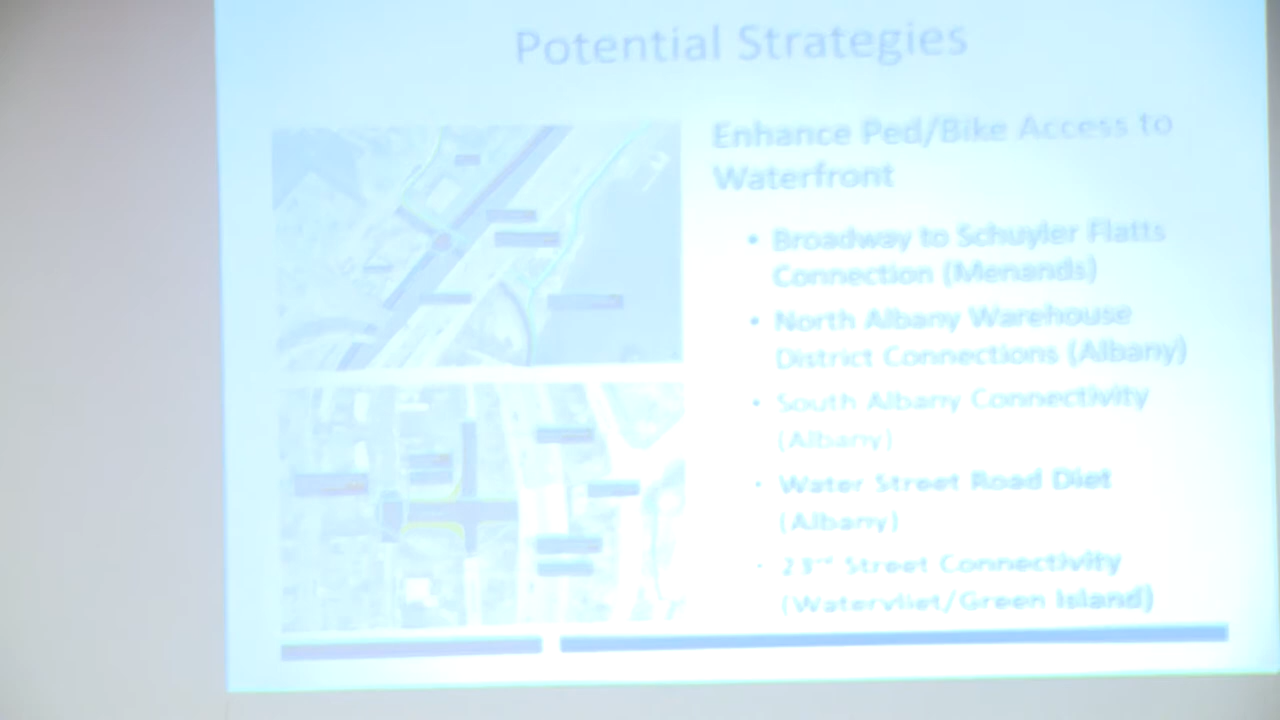 Potential Strategies
Enhance Ped/Bike Access to
Waterfront
• Broadway to Schuyler Flatts
Connection (Menands)
• North Albany Warehouse
District Connections (Albany)
• South Albany Connectivity
(Albany)
• Water Street Road Diet
(Albany)
• 23rd Street Connectivity
(Watervliet/Green Island)